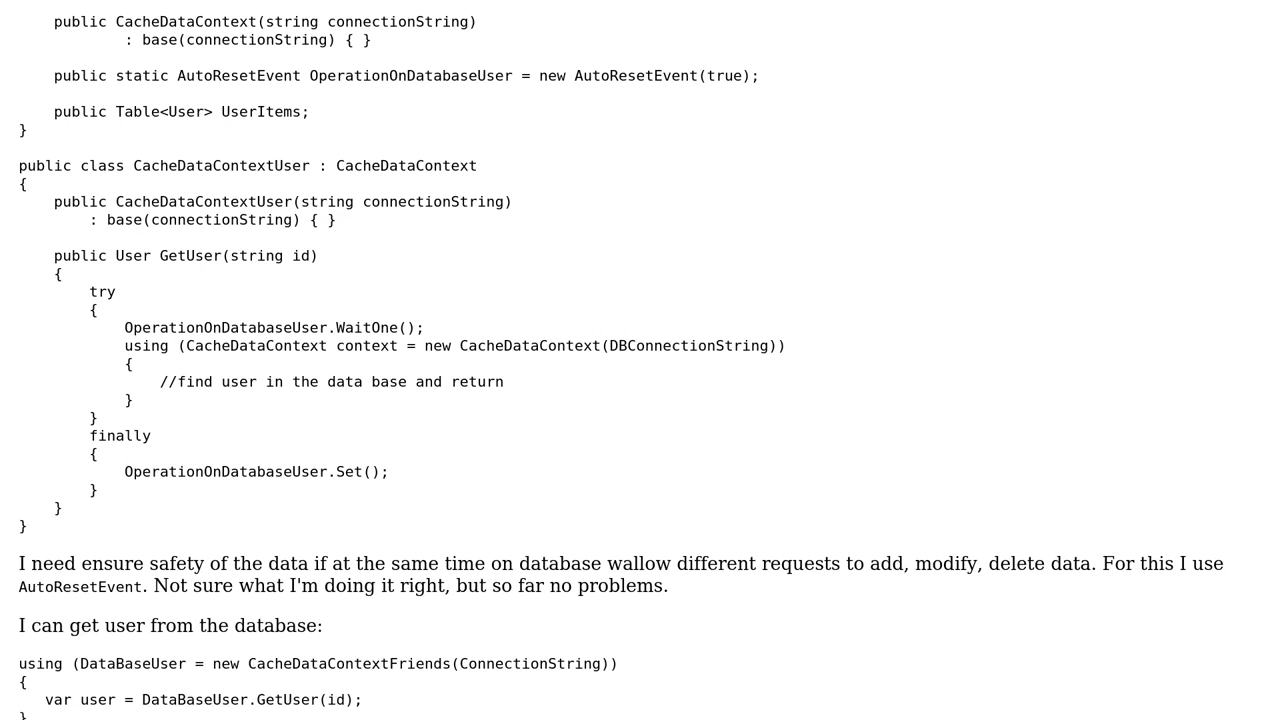 public CacheDataContext(string connectionString)
: base(connectionString) { }
public static AutoResetEvent OperationOnDatabaseUser = new AutoResetEvent(true);
public Table<User> UserItems;
}
public class CacheDataContextUser : CacheDataContext
{
public CacheDataContextUser(string connectionString)
: base(connectionString) { }
public User GetUser(string id)
{
try
{
OperationOnDatabaseUser.WaitOne();
using (CacheDataContext context = new CacheDataContext(DBConnectionString))
{
//find user in the data base and return
}
}
finally
{
OperationOnDatabaseUser.Set();
}
}
}
I need ensure safety of the data if at the same time on database wallow different requests to add, modify, delete data. For this I use
AutoResetEvent. Not sure what I'm doing it right, but so far no problems.
I can get user from the database:
using (DataBaseUser = new CacheDataContextFriends(ConnectionString))
{
var user = DataBaseUser.GetUser(id);
}